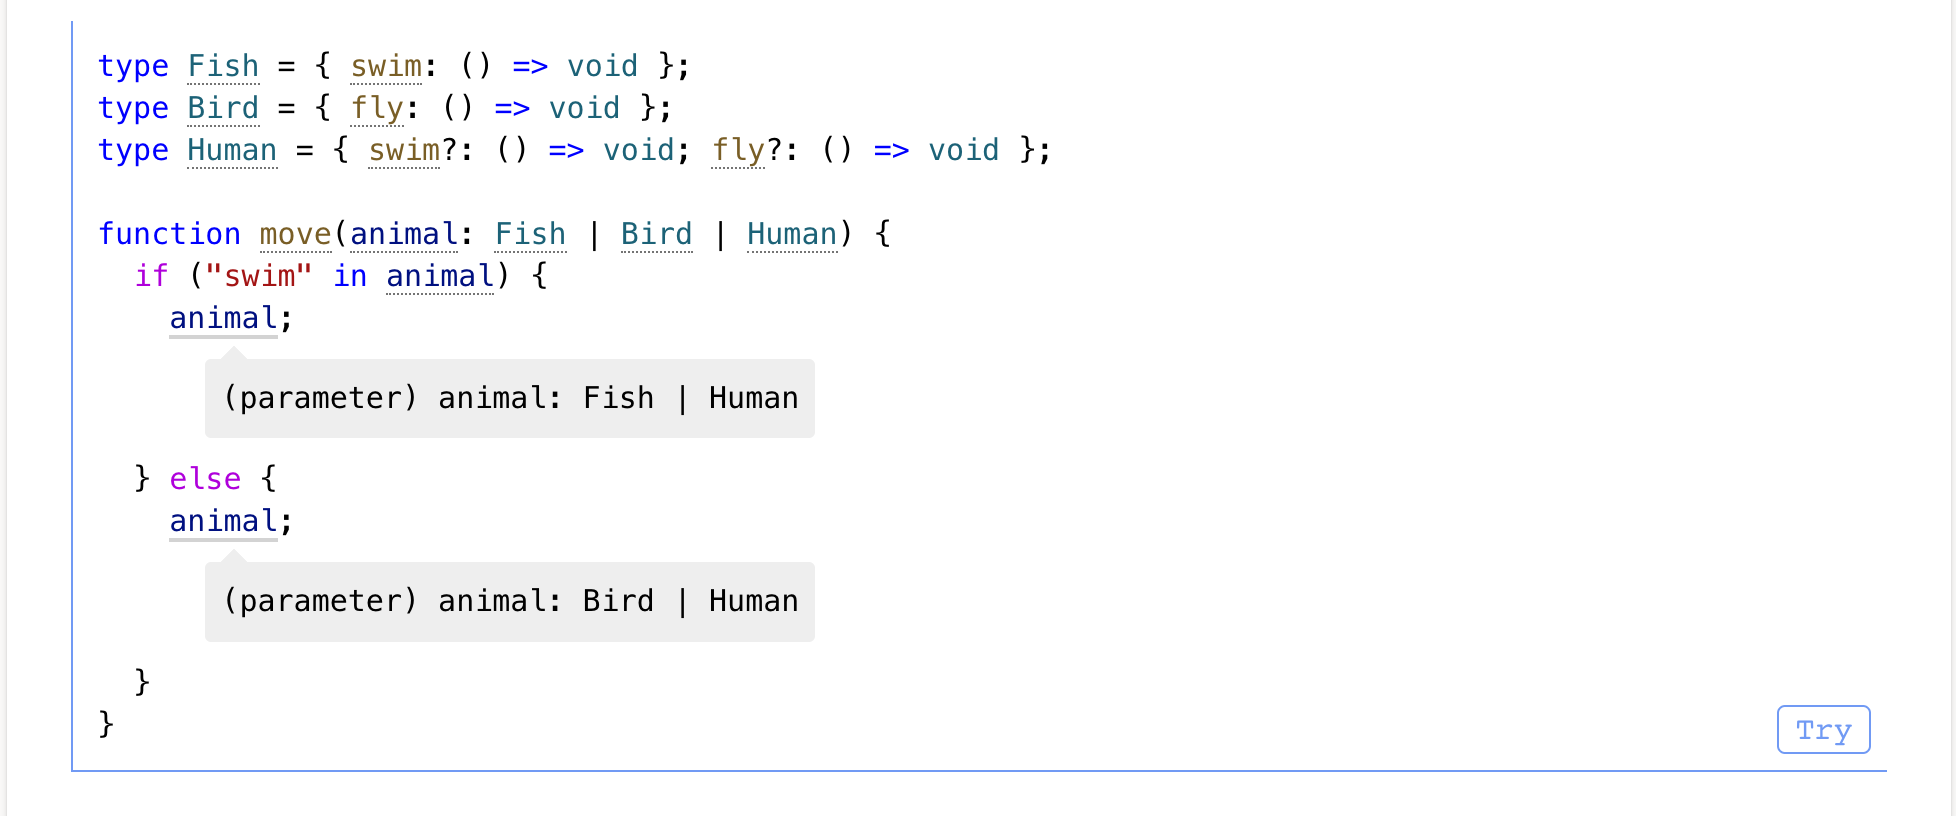 type Fish = { swim: () => void };
type Bird = { fly: () => void };
type Human = { swim?: () => void; fly?: () => void };
function move(animal: Fish | Bird | Human) {
  if ("swim" in animal) {
    animal;
(parameter) animal: Fish | Human
  } else {
    animal;
(parameter) animal: Bird | Human
  }
}
Try